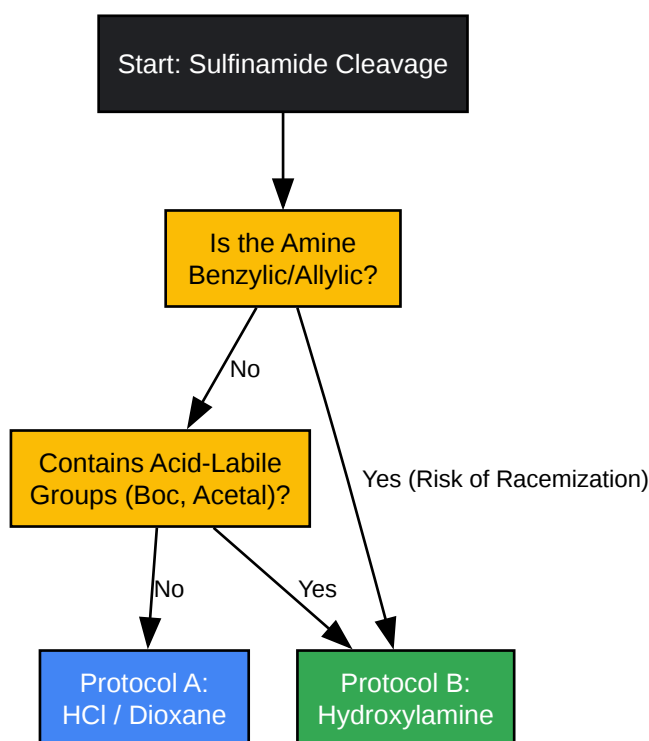 Start: Sulfinamide Cleavage
Is the Amine
Benzylic/Allylic?
No
Contains Acid-Labile
Groups (Boc, Acetal)?
Yes (Risk of Racemization)
No
Yes
Protocol A:
HCl / Dioxane
Protocol B:
Hydroxylamine